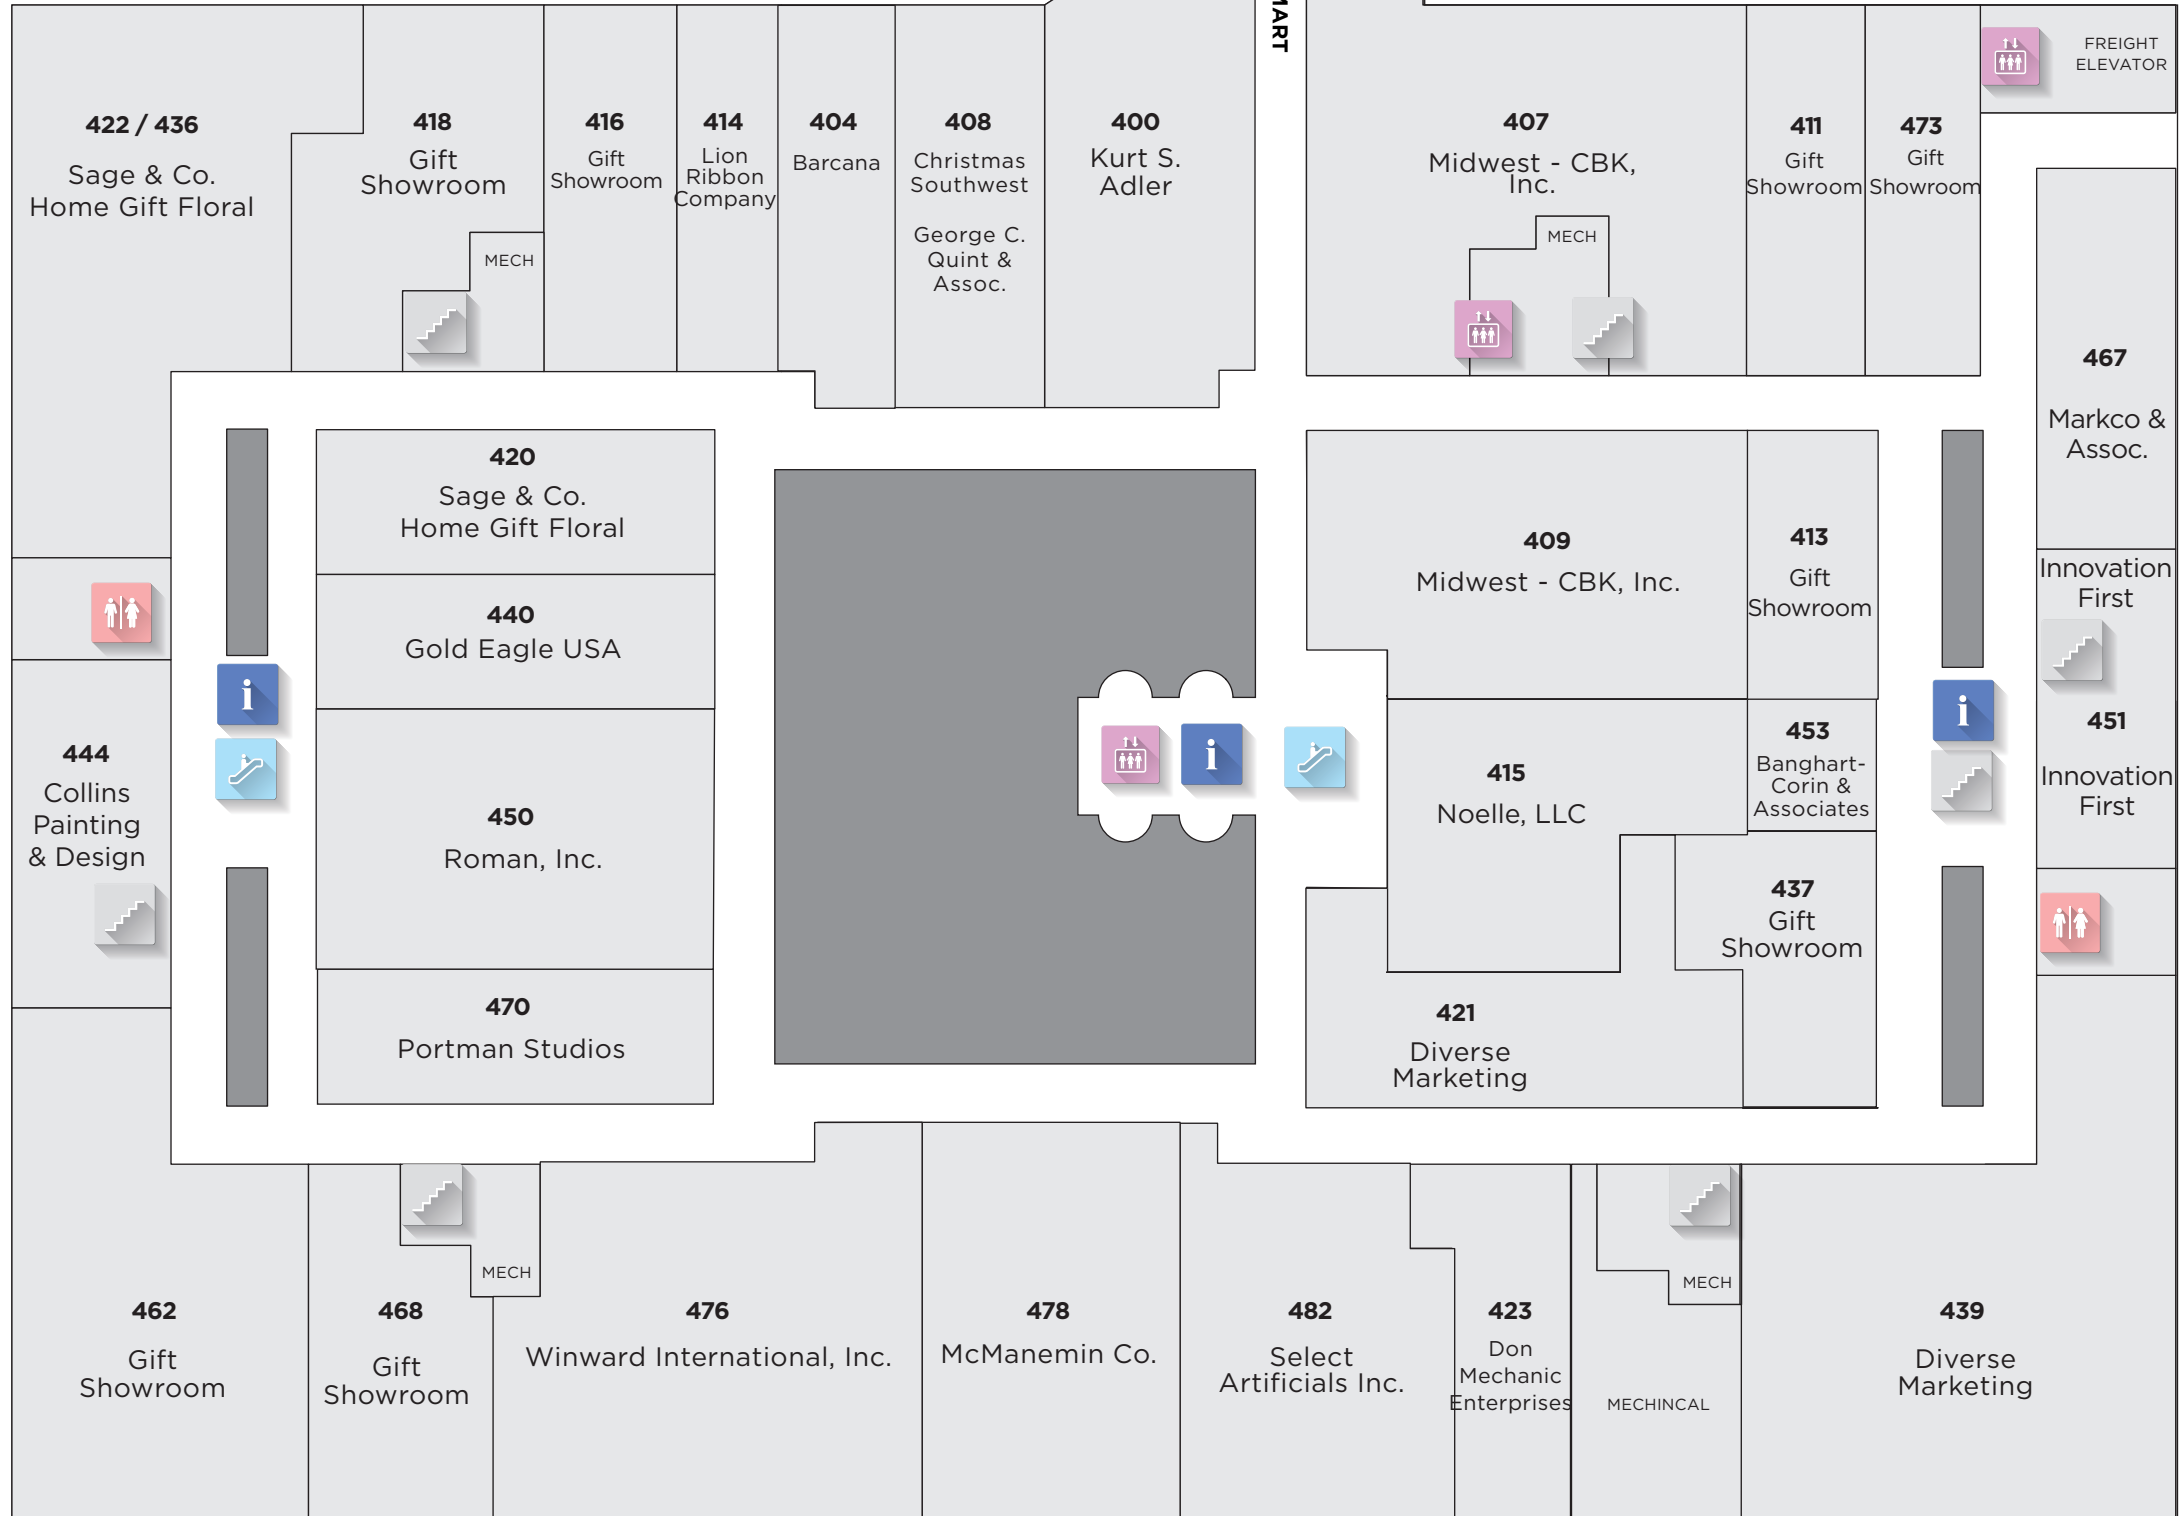 MART
FREIGHT
ELEVATOR
422 / 436
Sage & Co.
Home Gift Floral
418
Gift
Showroom
MECH
416
Gift
Showroom
414
Lion
Ribbon
Company
404
Barcana
408
Christmas
Southwest
George C.
Quint &
Assoc.
400
Kurt S.
Adler
407
Midwest - CBK,
Inc.
MECH
411
Gift
Showroom
473
Gift
Showroom
467
Markco &
Assoc.
420
Sage & Co.
Home Gift Floral
440
Gold Eagle USA
450
Roman, Inc.
470
Portman Studios
444
Collins
Painting
& Design
i
i
i
409
Midwest - CBK, Inc.
413
Gift
Showroom
415
Noelle, LLC
453
Banghart-
Corin &
Associates
437
Gift
Showroom
421
Diverse
Marketing
Innovation
First
451
Innovation
First
462
Gift
Showroom
468
Gift
Showroom
MECH
476
Winward International, Inc.
478
McManemin Co.
482
Select
Artificials Inc.
423
Don
Mechanic
Enterprises
MECH
MECHINCAL
439
Diverse
Marketing